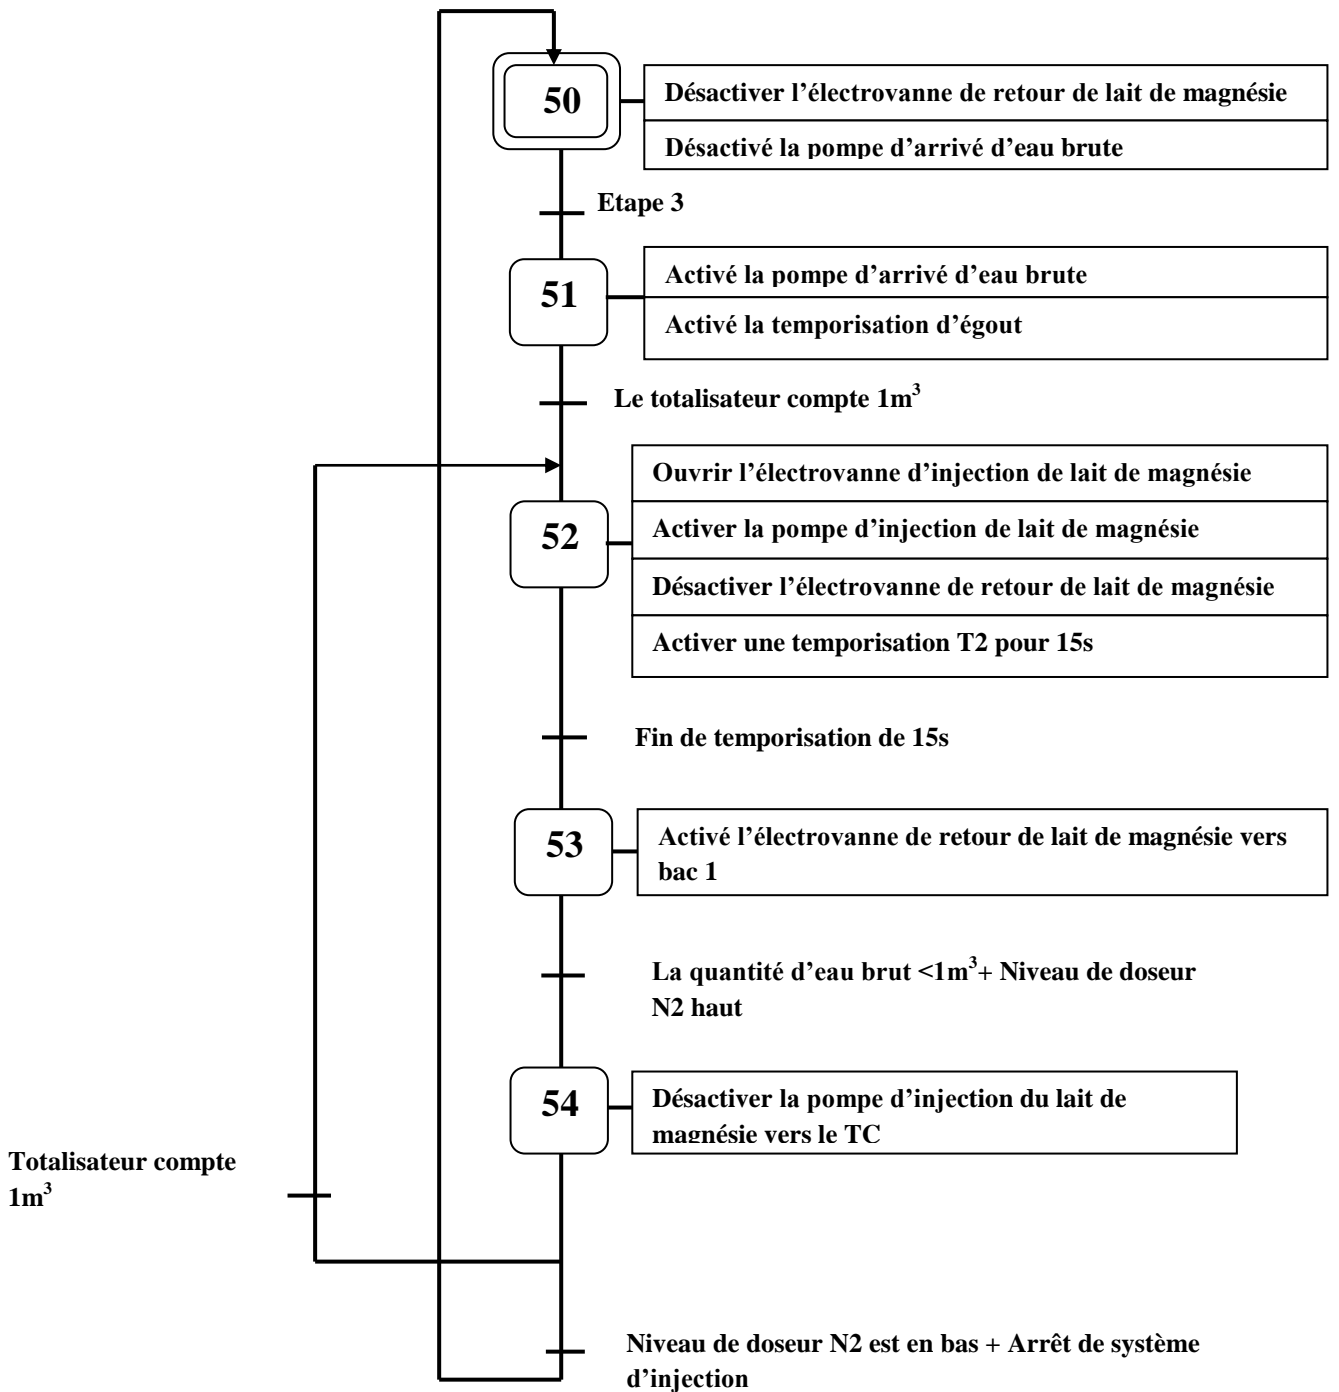 50
Désactiver l’électrovanne de retour de lait de magnésie
Désactivé la pompe d’arrivé d’eau brute
Etape 3
51
Activé la pompe d’arrivé d’eau brute
Activé la temporisation d’égout
Le totalisateur compte 1m³
52
Ouvrir l’électrovanne d’injection de lait de magnésie
Activer la pompe d’injection de lait de magnésie
Désactiver l’électrovanne de retour de lait de magnésie
Activer une temporisation T2 pour 15s
Fin de temporisation de 15s
53
Activé l’électrovanne de retour de lait de magnésie vers
bac 1
La quantité d’eau brut <1m³+ Niveau de doseur
N2 haut
54
Désactiver la pompe d’injection du lait de
magnésie vers le TC
Totalisateur compte
1m³
Niveau de doseur N2 est en bas + Arrêt de système
d’injection